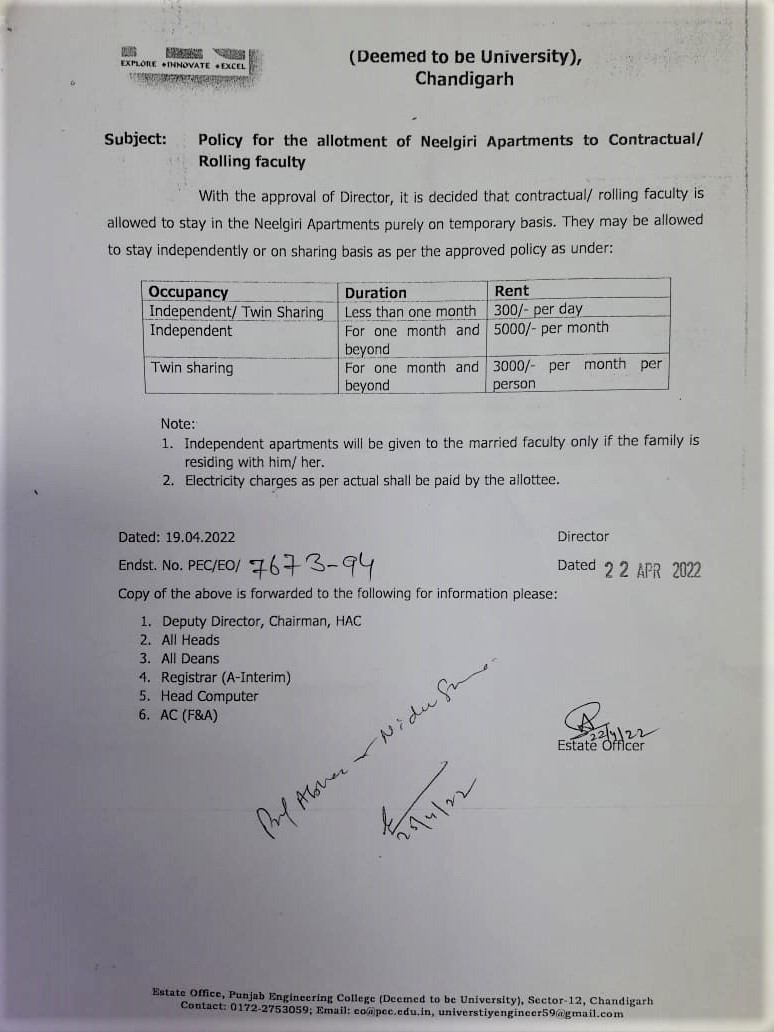 EXPLORE •INNOVATE •EXCEL
(Deemed to be University),
Chandigarh
Subject: Policy for the allotment of Neelgiri Apartments to Contractual/
Rolling faculty
With the approval of Director, it is decided that contractual/ rolling faculty is
allowed to stay in the Neelgiri Apartments purely on temporary basis. They may be allowed
to stay independently or on sharing basis as per the approved policy as under:
Occupancy Duration Rent
Independent/ Twin Sharing Less than one month 300/- per day
Independent For one month and 5000/- per month
beyond
Twin sharing For one month and 3000/- per month per
beyond person
Note:
1. Independent apartments will be given to the married faculty only if the family is
residing with him/ her.
2. Electricity charges as per actual shall be paid by the allottee.
Dated: 19.04.2022 Director
Endst. No. PEC/EO/ 7673-94 Dated 22 APR 2022
Copy of the above is forwarded to the following for information please:
1. Deputy Director, Chairman, HAC
2. All Heads
3. All Deans
4. Registrar (A-Interim)
5. Head Computer
6. AC (F&A)
22/4/22
Estate Officer
Prof
25/4/22
Estate Office, Punjab Engineering College (Deemed to be University), Sector-12, Chandigarh
Contact: 0172-2753059; Email: eo@pec.edu.in, universtiyengineer59@gmail.com